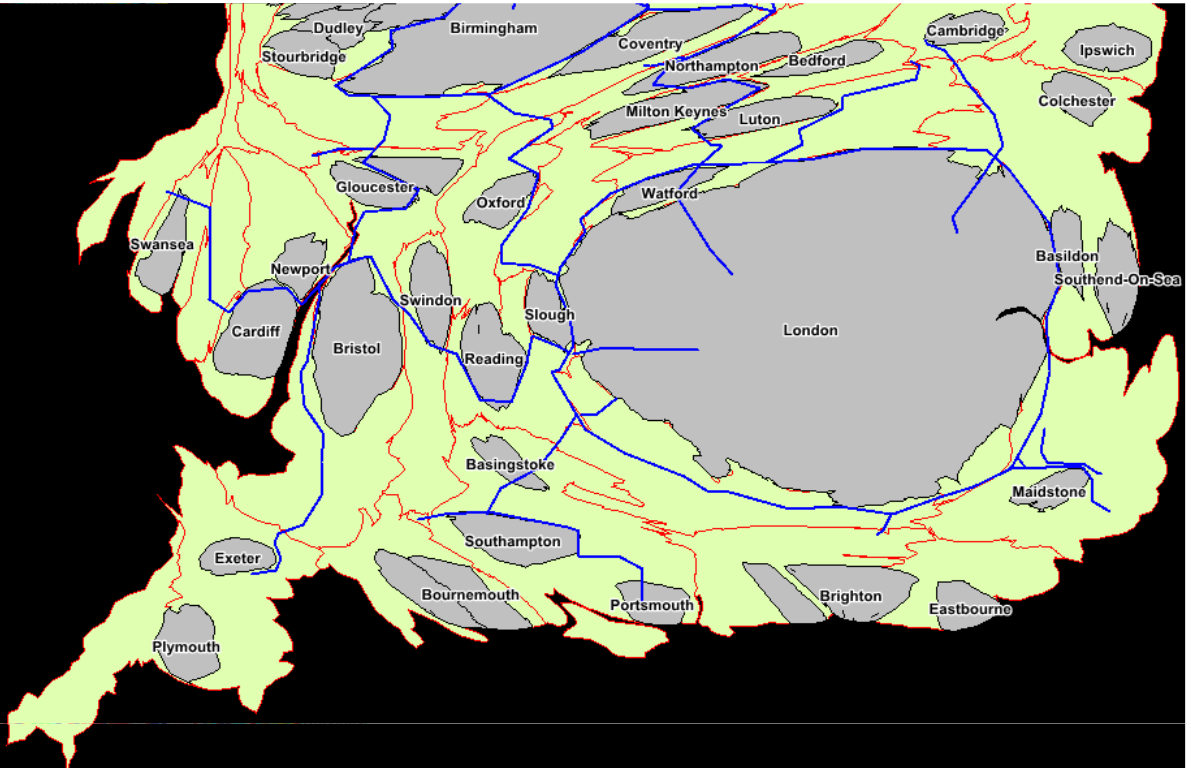 Dudley
Birmingham
Cambridge
Stourbridge
Coventry
Ipswich
Northampton
Bedford
Colchester
Milton Keynes
Luton
Gloucester
Watford
Oxford
Swansea
Basildon
Newport
Southend-On-Sea
Swindon
Slough
Cardiff
London
Bristol
Reading
Basingstoke
Maidstone
Southampton
Exeter
Bournemouth
Portsmouth
Brighton
Eastbourne
Plymouth